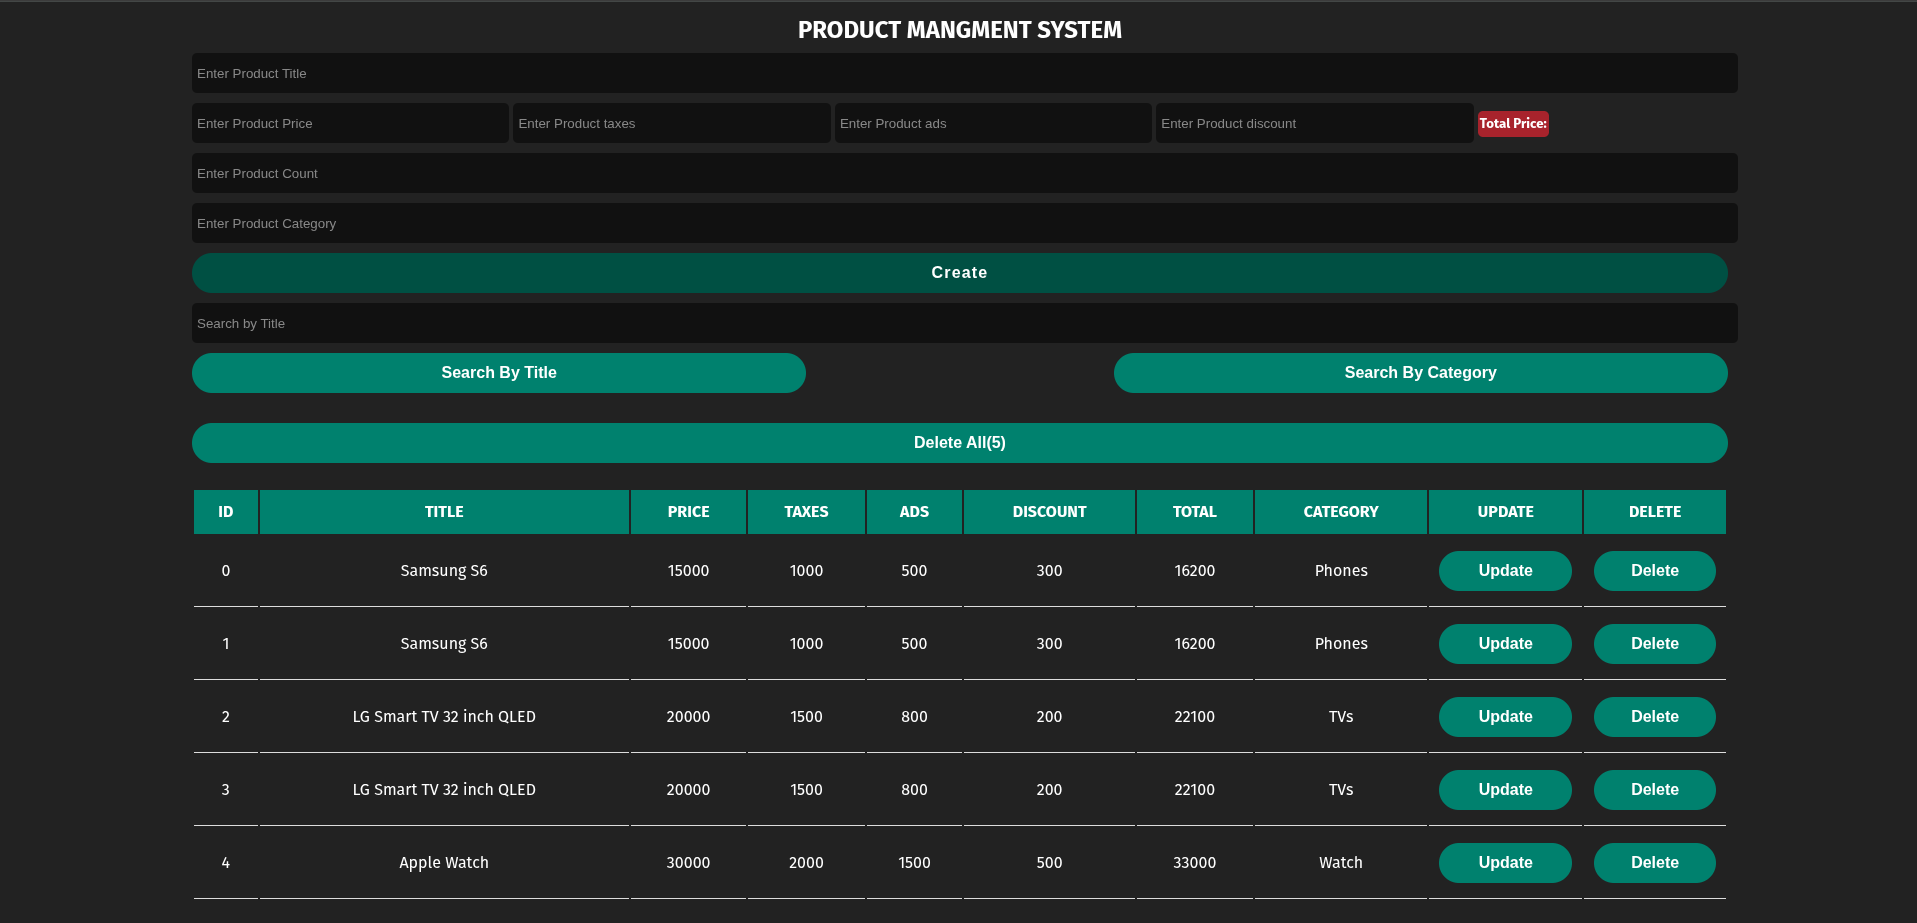 PRODUCT MANGMENT SYSTEM
Enter Product Title
Enter Product Price Enter Product taxes Enter Product ads Enter Product discount Total Price:
Enter Product Count
Enter Product Category
Create
Search by Title
Search By Title Search By Category
Delete All(5)
ID TITLE PRICE TAXES ADS DISCOUNT TOTAL CATEGORY UPDATE DELETE
0 Samsung S6 15000 1000 500 300 16200 Phones Update Delete
1 Samsung S6 15000 1000 500 300 16200 Phones Update Delete
2 LG Smart TV 32 inch QLED 20000 1500 800 200 22100 TVs Update Delete
3 LG Smart TV 32 inch QLED 20000 1500 800 200 22100 TVs Update Delete
4 Apple Watch 30000 2000 1500 500 33000 Watch Update Delete